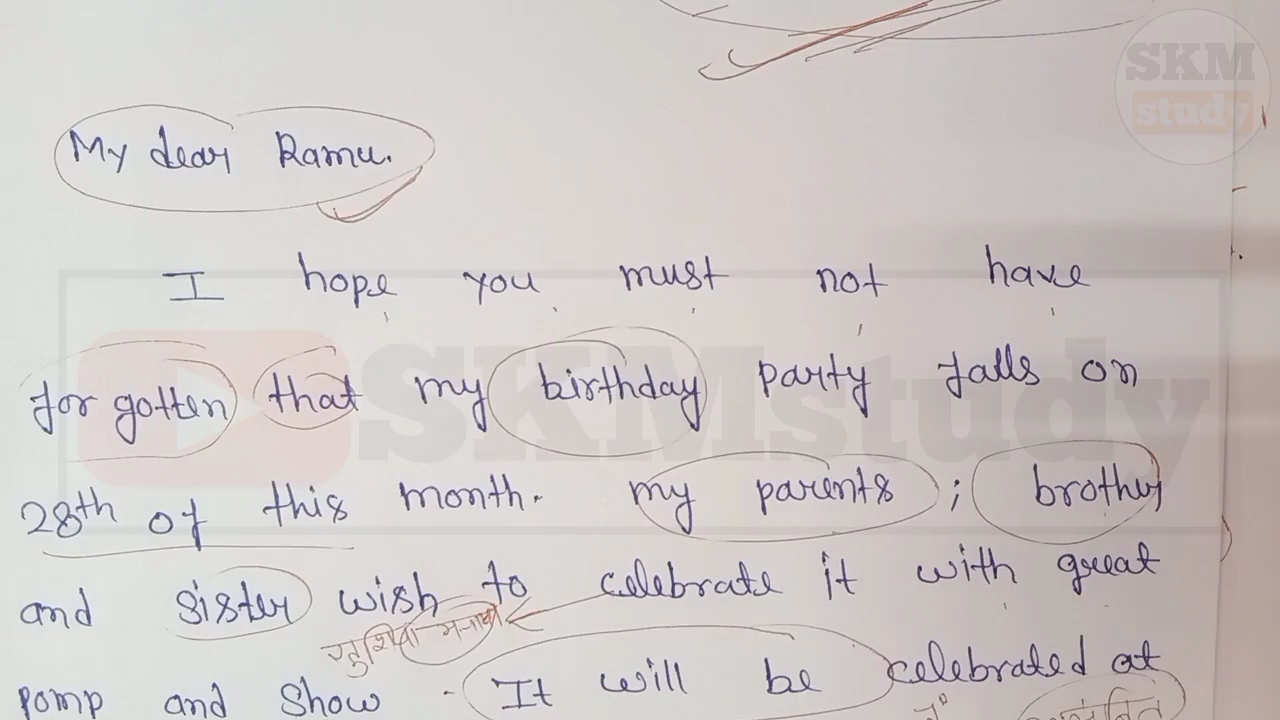 SKM
study
My dear Ramu.
I hope you must not have
SKMstudy
forgotten that my birthday party falls on
28th of this month. my parents ; brother
and sister wish to celebrate it with great
pomp and show. It will be celebrated at